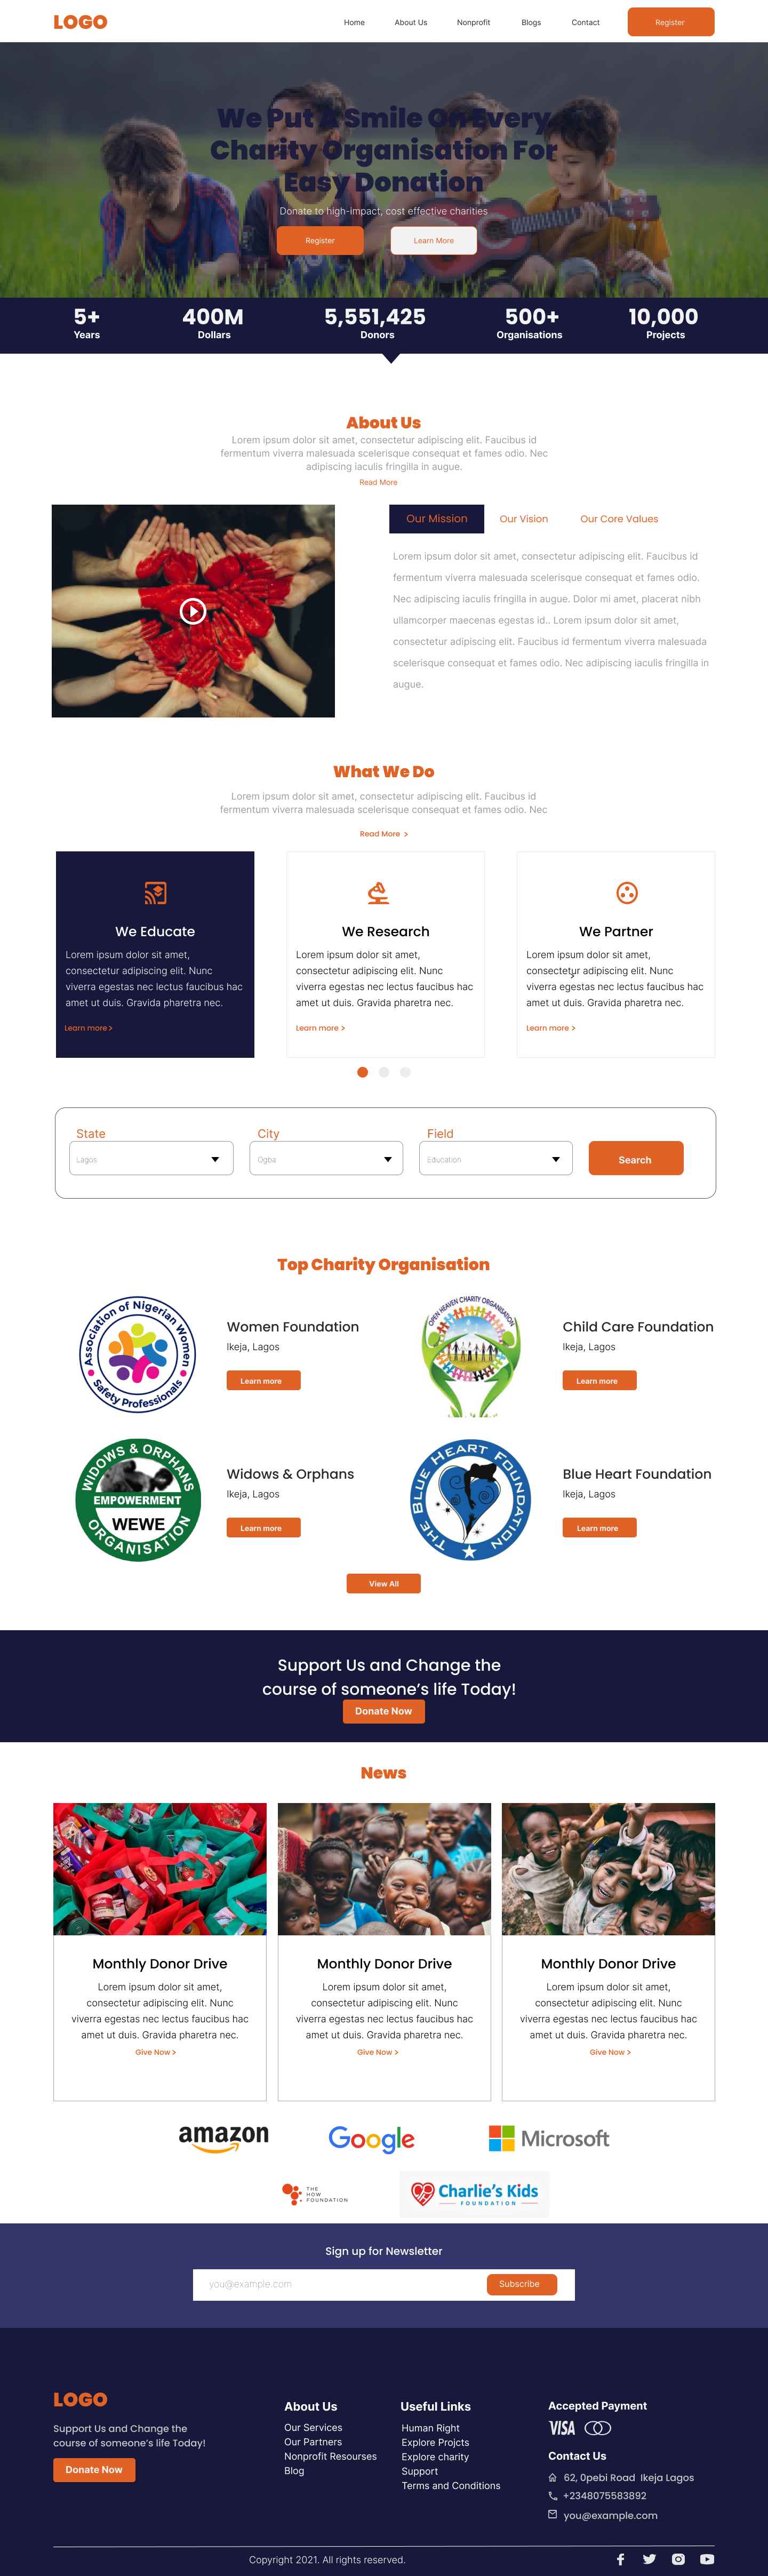 LOGO
Home
About Us
Nonprofit
Blogs
Contact
Register
We Put A Smile On Every
Charity Organisation For
Easy Donation
Donate to high-impact, cost effective charities
Register
Learn More
5+
Years
400M
Dollars
5,551,425
Donors
500+
Organisations
10,000
Projects
About Us
Lorem ipsum dolor sit amet, consectetur adipiscing elit. Faucibus id
fermentum viverra malesuada scelerisque consequat et fames odio. Nec
adipiscing iaculis fringilla in augue.
Read More
Our Mission
Our Vision
Our Core Values
Lorem ipsum dolor sit amet, consectetur adipiscing elit. Faucibus id
fermentum viverra malesuada scelerisque consequat et fames odio.
Nec adipiscing iaculis fringilla in augue. Dolor mi amet, placerat nibh
ullamcorper maecenas egestas id.. Lorem ipsum dolor sit amet,
consectetur adipiscing elit. Faucibus id fermentum viverra malesuada
scelerisque consequat et fames odio. Nec adipiscing iaculis fringilla in
augue.
What We Do
Lorem ipsum dolor sit amet, consectetur adipiscing elit. Faucibus id
fermentum viverra malesuada scelerisque consequat et fames odio. Nec
Read More >
We Educate
Lorem ipsum dolor sit amet,
consectetur adipiscing elit. Nunc
viverra egestas nec lectus faucibus hac
amet ut duis. Gravida pharetra nec.
Learn more >
We Research
Lorem ipsum dolor sit amet,
consectetur adipiscing elit. Nunc
viverra egestas nec lectus faucibus hac
amet ut duis. Gravida pharetra nec.
Learn more >
We Partner
Lorem ipsum dolor sit amet,
consectetur adipiscing elit. Nunc
viverra egestas nec lectus faucibus hac
amet ut duis. Gravida pharetra nec.
Learn more >
State
Lagos
City
Ogba
Field
Education
Search
Top Charity Organisation
Association of Nigerian Women
Safety Professionals
Women Foundation
Ikeja, Lagos
Learn more
OPEN HEAVEN CHARITY ORGANISATION
Child Care Foundation
Ikeja, Lagos
Learn more
WIDOWS & ORPHANS
EMPOWERMENT
WEWE
ORGANISATION
Widows & Orphans
Ikeja, Lagos
Learn more
THE BLUE HEART FOUNDATION
Blue Heart Foundation
Ikeja, Lagos
Learn more
View All
Support Us and Change the
course of someone's life Today!
Donate Now
News
Monthly Donor Drive
Lorem ipsum dolor sit amet,
consectetur adipiscing elit. Nunc
viverra egestas nec lectus faucibus hac
amet ut duis. Gravida pharetra nec.
Give Now >
Monthly Donor Drive
Lorem ipsum dolor sit amet,
consectetur adipiscing elit. Nunc
viverra egestas nec lectus faucibus hac
amet ut duis. Gravida pharetra nec.
Give Now >
Monthly Donor Drive
Lorem ipsum dolor sit amet,
consectetur adipiscing elit. Nunc
viverra egestas nec lectus faucibus hac
amet ut duis. Gravida pharetra nec.
Give Now >
amazon
Google
Microsoft
THE
HOW
FOUNDATION
Charlie's Kids
FOUNDATION
Sign up for Newsletter
you@example.com
Subscribe
LOGO
Support Us and Change the
course of someone's life Today!
Donate Now
About Us
Our Services
Our Partners
Nonprofit Resourses
Blog
Useful Links
Human Right
Explore Projcts
Explore charity
Support
Terms and Conditions
Accepted Payment
VISA
Contact Us
62, Opebi Road Ikeja Lagos
+2348075583892
you@example.com
Copyright 2021. All rights reserved.